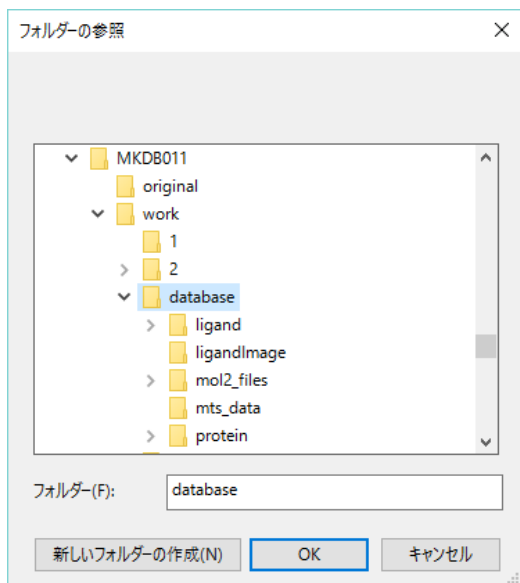 フォルダーの参照
MKDB011
original
work
1
2
database
ligand
ligandImage
mol2_files
mts_data
protein
フォルダー(F):
database
新しいフォルダーの作成(N)
OK
キャンセル